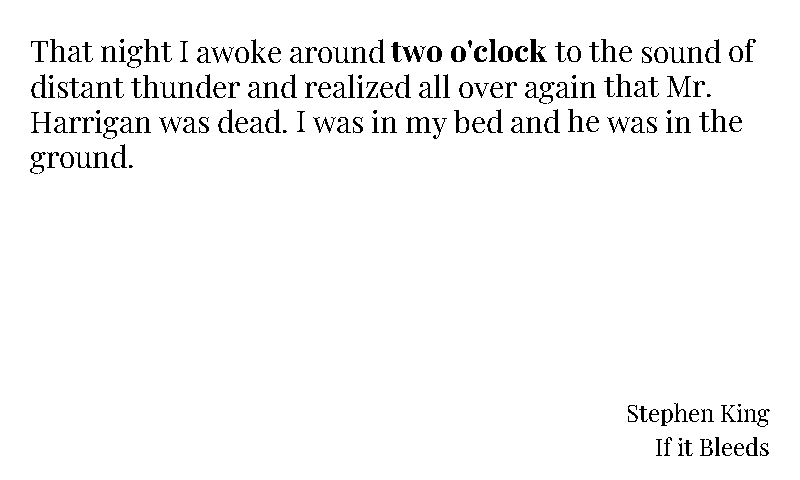 That night I awoke around two o'clock to the sound of
distant thunder and realized all over again that Mr.
Harrigan was dead. I was in my bed and he was in the
ground.
Stephen King
If it Bleeds